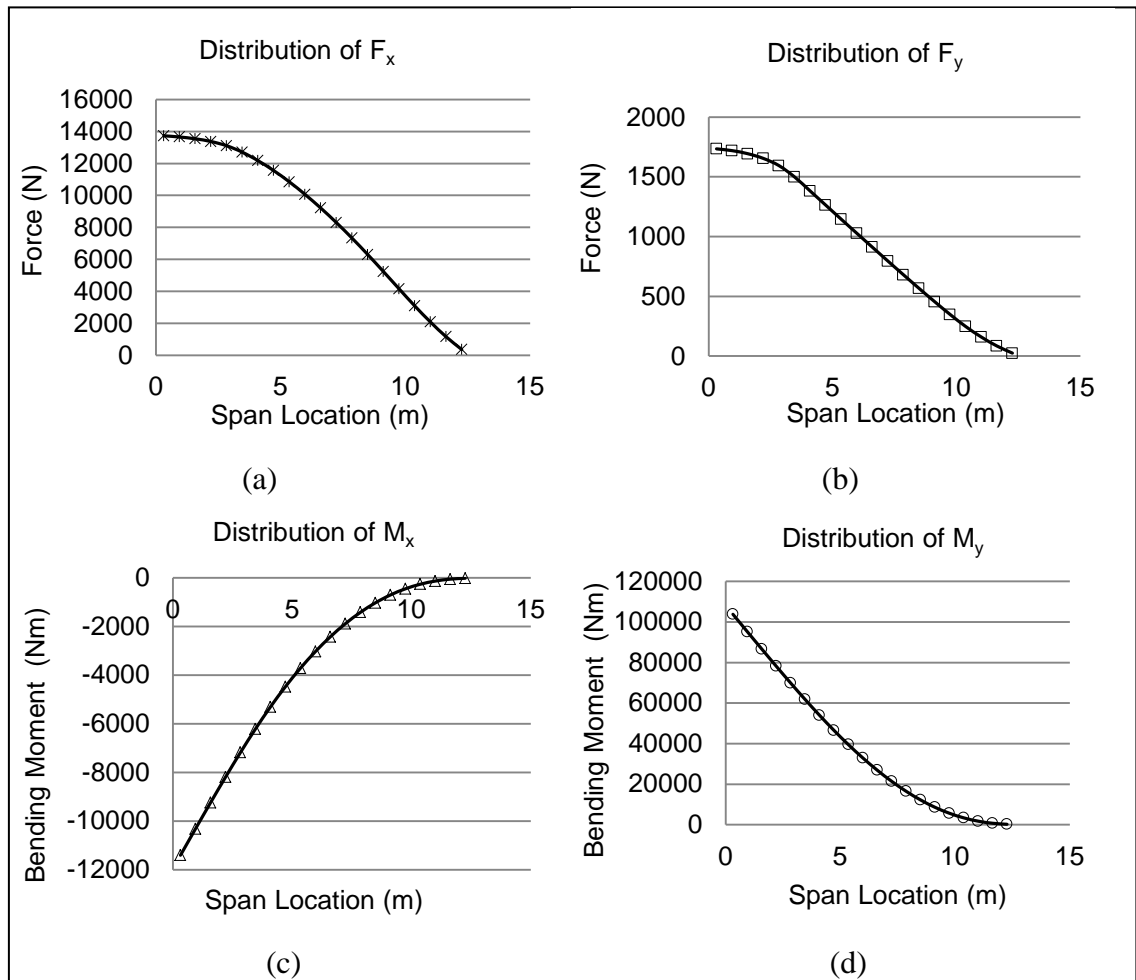 Distribution of Fx
16000
14000
12000
10000
8000
6000
4000
2000
0
Force (N)
0 5 10 15
Span Location (m)
(a)
Distribution of Fy
2000
1500
1000
500
0
Force (N)
0 5 10 15
Span Location (m)
(b)
Distribution of Mx
0
-2000
-4000
-6000
-8000
-10000
-12000
Bending Moment (Nm)
0 5 10 15
Span Location (m)
(c)
Distribution of My
120000
100000
80000
60000
40000
20000
0
Bending Moment (Nm)
0 5 10 15
Span Location (m)
(d)